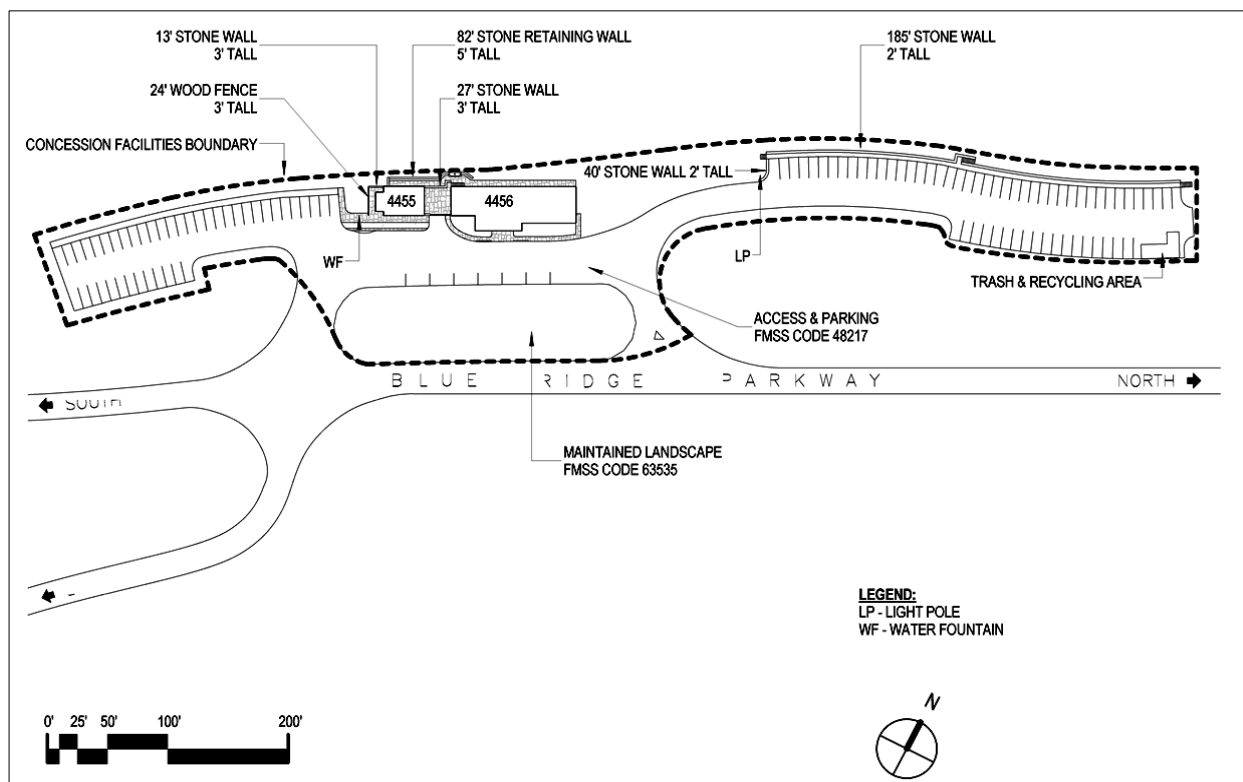 13' STONE WALL
3' TALL
82' STONE RETAINING WALL
5' TALL
185' STONE WALL
2' TALL
24' WOOD FENCE
3' TALL
27' STONE WALL
3' TALL
CONCESSION FACILITIES BOUNDARY
40' STONE WALL 2' TALL
4455
4456
WF
LP
TRASH & RECYCLING AREA
ACCESS & PARKING
FMSS CODE 48217
BLUE RIDGE PARKWAY
NORTH
SOUTH
MAINTAINED LANDSCAPE
FMSS CODE 63535
LEGEND:
LP - LIGHT POLE
WF - WATER FOUNTAIN
0' 25' 50' 100' 200'
N